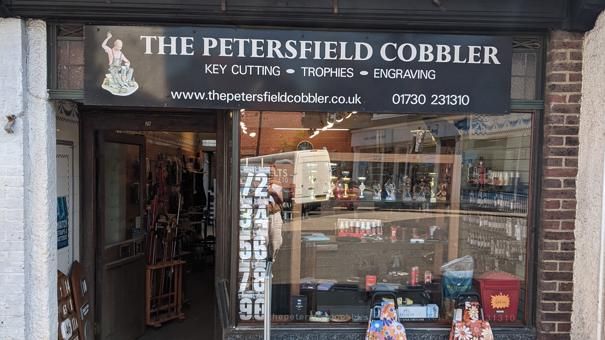 THE PETERSFIELD COBBLER
KEY CUTTING • TROPHIES • ENGRAVING
www.thepetersfieldcobbler.co.uk 01730 231310